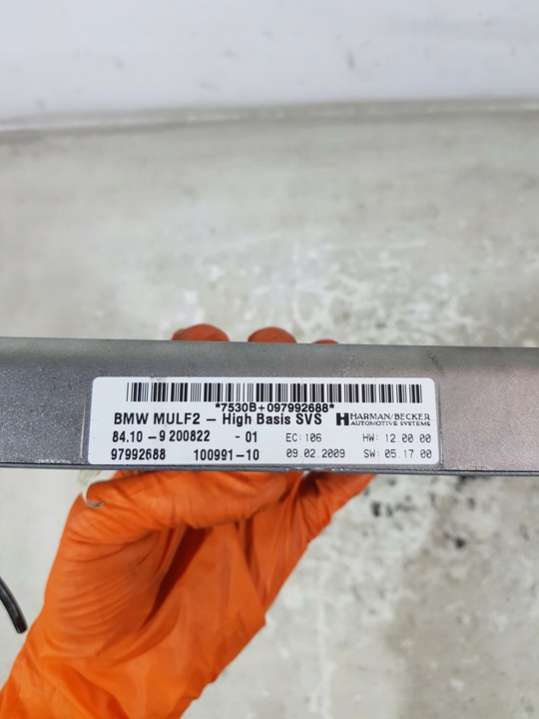 *7530B+097992688*
BMW MULF2 – High Basis SVS HARMAN/BECKER
AUTOMOTIVE SYSTEMS
84.10 – 9 200822 - 01 EC: 106 HW: 12.00.00
97992688 100991-10 09.02.2009 SW: 05.17.00